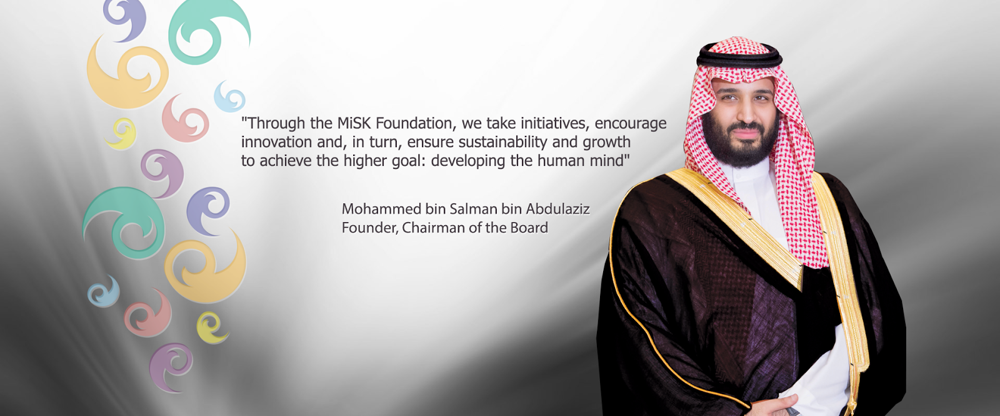 "Through the MiSK Foundation, we take initiatives, encourage
innovation and, in turn, ensure sustainability and growth
to achieve the higher goal: developing the human mind"
Mohammed bin Salman bin Abdulaziz
Founder, Chairman of the Board